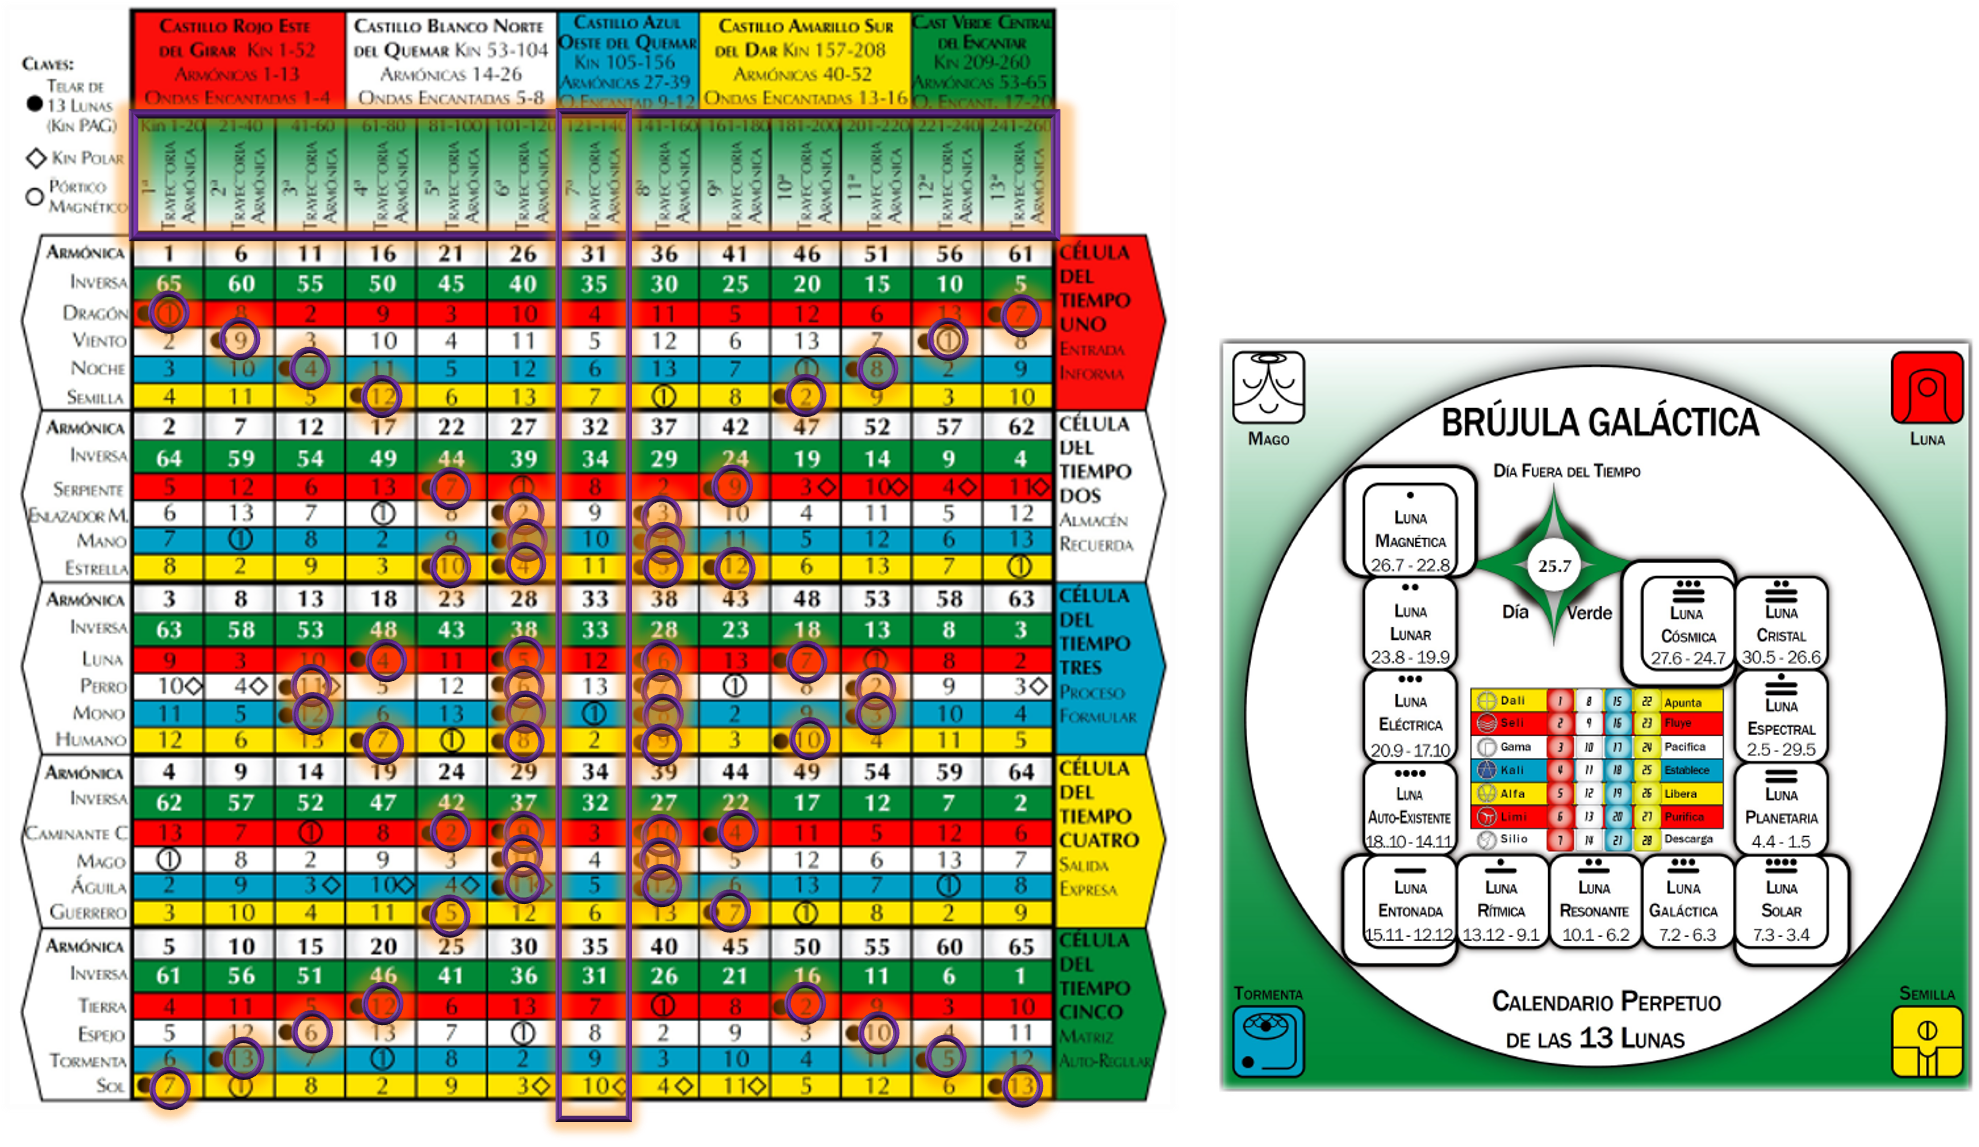 CASTILLO ROJO ESTE
DEL GIRAR KIN 1-52
ARMÓNICAS 1-13
ONDAS ENCANTADAS 1-4
CASTILLO BLANCO NORTE
DEL QUEMAR KIN 53-104
ARMÓNICAS 14-26
ONDAS ENCANTADAS 5-8
CASTILLO AZUL
OESTE DEL QUEMAR
KIN 105-156
ARMÓNICAS 27-39
O.ENCANTAD 9-12
CASTILLO AMARILLO SUR
DEL DAR KIN 157-208
ARMÓNICAS 40-52
ONDAS ENCANTADAS 13-16
CAST VERDE CENTRAL
DEL ENCANTAR
KIN 209-260
ARMÓNICAS 53-65
O. ENCANT. 17-20
CLAVES:
TELAR DE
13 LUNAS
(KIN PAG)
KIN POLAR
PÓRTICO
MAGNÉTICO
KIN 1-20 21-40 41-60 61-80 81-100 101-120 121-140 141-160 161-180 181-200 201-220 221-240 241-260
1ª TRAYECTORIA ARMÓNICA
2ª TRAYECTORIA ARMÓNICA
3ª TRAYECTORIA ARMÓNICA
4ª TRAYECTORIA ARMÓNICA
5ª TRAYECTORIA ARMÓNICA
6ª TRAYECTORIA ARMÓNICA
7ª TRAYECTORIA ARMÓNICA
8ª TRAYECTORIA ARMÓNICA
9ª TRAYECTORIA ARMÓNICA
10ª TRAYECTORIA ARMÓNICA
11ª TRAYECTORIA ARMÓNICA
12ª TRAYECTORIA ARMÓNICA
13ª TRAYECTORIA ARMÓNICA
ARMÓNICA 1 6 11 16 21 26 31 36 41 46 51 56 61
INVERSA 65 60 55 50 45 40 35 30 25 20 15 10 5
DRAGÓN 1 8 2 9 3 10 4 11 5 12 6 13 7
VIENTO 2 9 3 10 4 11 5 12 6 13 7 1 8
NOCHE 3 10 4 11 5 12 6 13 7 1 8 2 9
SEMILLA 4 11 5 12 6 13 7 1 8 2 9 3 10
CÉLULA
DEL
TIEMPO
UNO
ENTRADA
INFORMA
ARMÓNICA 2 7 12 17 22 27 32 37 42 47 52 57 62
INVERSA 64 59 54 49 44 39 34 29 24 19 14 9 4
SERPIENTE 5 12 6 13 7 1 8 2 9 3 10 4 11
ENLAZADOR M. 6 13 7 1 8 2 9 3 10 4 11 5 12
MANO 7 1 8 2 9 10 11 5 12 6 13
ESTRELLA 8 2 9 3 10 4 11 5 12 6 13 7 1
CÉLULA
DEL
TIEMPO
DOS
ALMACÉN
RECUERDA
ARMÓNICA 3 8 13 18 23 28 33 38 43 48 53 58 63
INVERSA 63 58 53 48 43 38 33 28 23 18 13 8 3
LUNA 9 3 10 4 11 5 12 6 13 7 1 8 2
PERRO 10 4 11 5 12 6 13 7 1 8 2 9 3
MONO 11 5 12 6 13 1 8 2 9 3 10 4
HUMANO 12 6 13 7 1 8 2 9 3 10 4 11 5
CÉLULA
DEL
TIEMPO
TRES
PROCESO
FORMULAR
ARMÓNICA 4 9 14 19 24 29 34 39 44 49 54 59 64
INVERSA 62 57 52 47 42 37 32 27 22 17 12 7 2
CAMINANTE C 13 7 1 8 2 9 3 10 4 11 5 12 6
MAGO 1 8 2 9 3 4 5 12 6 13 7
ÁGUILA 2 9 3 10 4 11 5 12 6 13 7 1 8
GUERRERO 3 10 4 11 5 12 6 13 7 1 8 2 9
CÉLULA
DEL
TIEMPO
CUATRO
SALIDA
EXPRESA
ARMÓNICA 5 10 15 20 25 30 35 40 45 50 55 60 65
INVERSA 61 56 51 46 41 36 31 26 21 16 11 6 1
TIERRA 4 11 5 12 6 13 7 1 8 2 9 3 10
ESPEJO 5 12 6 13 7 1 8 2 9 3 10 4 11
TORMENTA 6 13 7 1 8 2 9 3 10 4 11 5 12
SOL 7 1 8 2 9 3 10 4 11 5 12 6 13
CÉLULA
DEL
TIEMPO
CINCO
MATRIZ
AUTO-REGULAR
MAGO
LUNA
BRÚJULA GALÁCTICA
DÍA FUERA DEL TIEMPO
25.7
DÍA VERDE
LUNA
MAGNÉTICA
26.7 - 22.8
LUNA
LUNAR
23.8 - 19.9
LUNA
ELÉCTRICA
20.9 - 17.10
LUNA
AUTO-EXISTENTE
18..10 - 14.11
LUNA
ENTONADA
15.11 - 12.12
LUNA
RÍTMICA
13.12 - 9.1
LUNA
RESONANTE
10.1 - 6.2
LUNA
GALÁCTICA
7.2 - 6.3
LUNA
SOLAR
7.3 - 3.4
LUNA
PLANETARIA
4.4 - 1.5
LUNA
ESPECTRAL
2.5 - 29.5
LUNA
CRISTAL
30.5 - 26.6
LUNA
CÓSMICA
27.6 - 24.7
Dali 1 8 15 22 Apunta
Seli 2 9 16 23 Fluye
Gama 3 10 17 24 Pacifica
Kali 4 11 18 25 Establece
Alfa 5 12 19 26 Libera
Limi 6 13 20 27 Purifica
Silio 7 14 21 28 Descarga
CALENDARIO PERPETUO
DE LAS 13 LUNAS
TORMENTA
SEMILLA